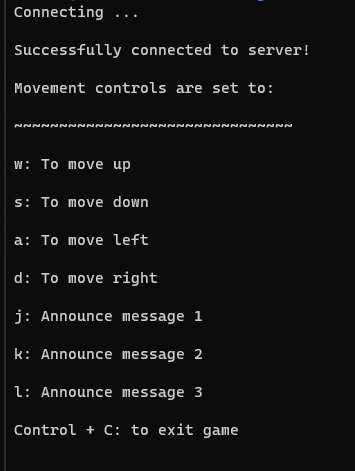 Connecting ...
Successfully connected to server!
Movement controls are set to:
~~~~~~~~~~~~~~~~~~~~~~~~~~~~~~~
w: To move up
s: To move down
a: To move left
d: To move right
j: Announce message 1
k: Announce message 2
l: Announce message 3
Control + C: to exit game